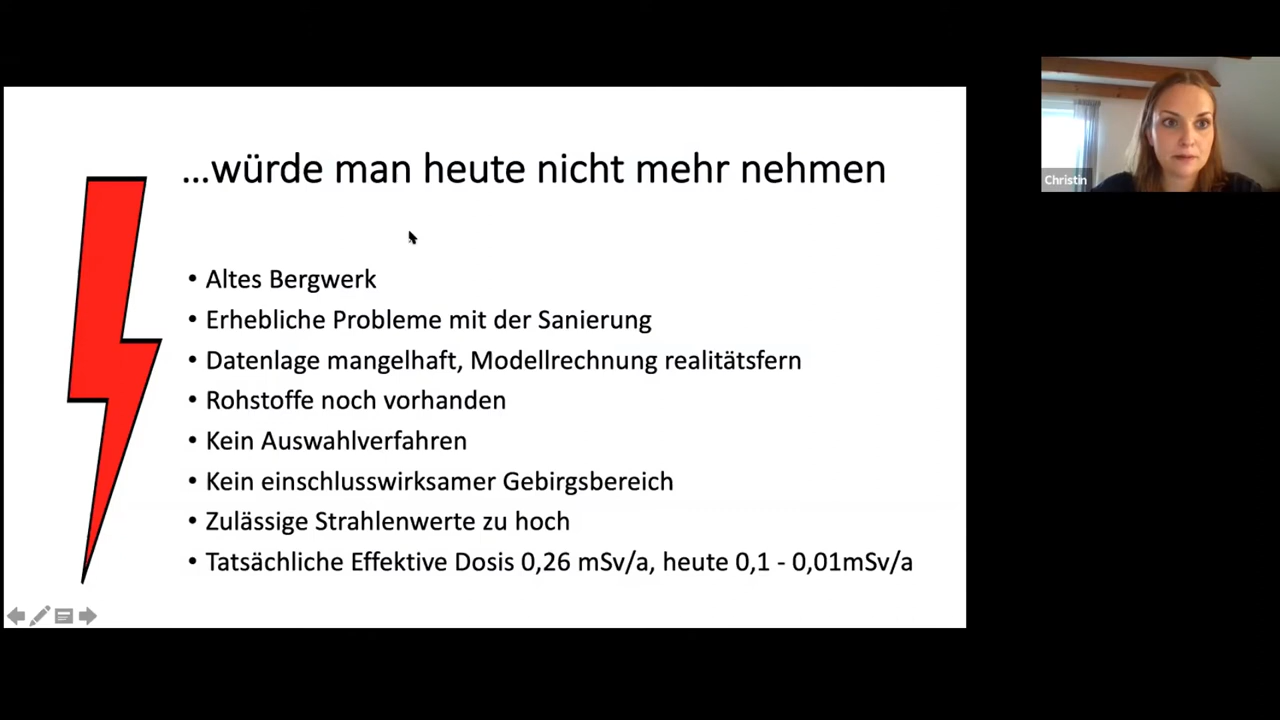 ...würde man heute nicht mehr nehmen
• Altes Bergwerk
• Erhebliche Probleme mit der Sanierung
• Datenlage mangelhaft, Modellrechnung realitätsfern
• Rohstoffe noch vorhanden
• Kein Auswahlverfahren
• Kein einschlusswirksamer Gebirgsbereich
• Zulässige Strahlenwerte zu hoch
• Tatsächliche Effektive Dosis 0,26 mSv/a, heute 0,1 - 0,01mSv/a
Christin